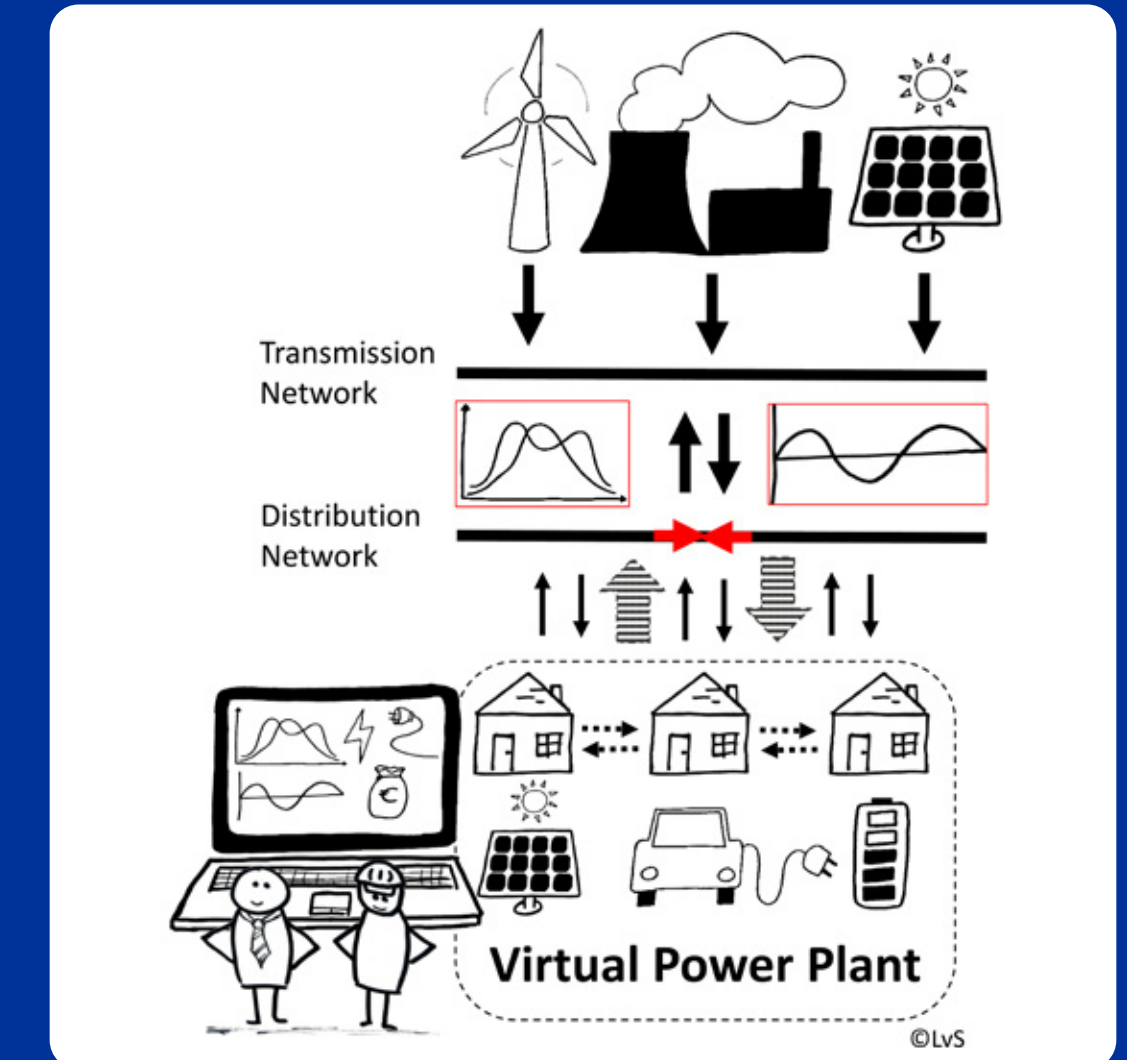 Transmission
Network
Distribution
Network
€
Virtual Power Plant
©LvS